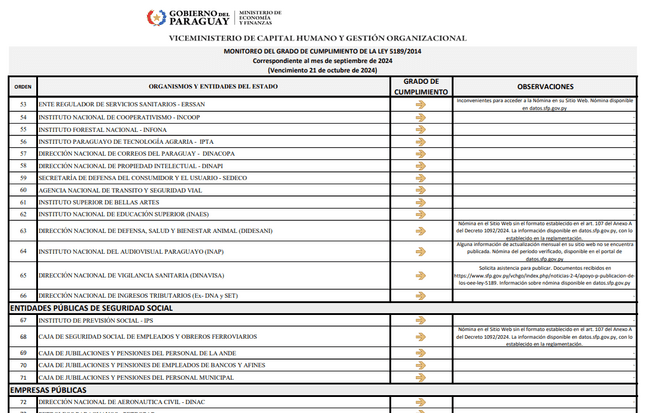 GOBIERNO DEL
PARAGUAY
MINISTERIO DE
ECONOMÍA
Y FINANZAS
VICEMINISTERIO DE CAPITAL HUMANO Y GESTIÓN ORGANIZACIONAL
MONITOREO DEL GRADO DE CUMPLIMIENTO DE LA LEY 5189/2014
Correspondiente al mes de septiembre de 2024
(Vencimiento 21 de octubre de 2024)
ORDEN ORGANISMOS Y ENTIDADES DEL ESTADO GRADO DE CUMPLIMIENTO OBSERVACIONES
53 ENTE REGULADOR DE SERVICIOS SANITARIOS - ERSSAN Inconvenientes para acceder a la Nómina en su Sitio Web. Nómina disponible
en datos.sfp.gov.py
54 INSTITUTO NACIONAL DE COOPERATIVISMO - INCOOP
55 INSTITUTO FORESTAL NACIONAL - INFONA
56 INSTITUTO PARAGUAYO DE TECNOLOGÍA AGRARIA - IPTA
57 DIRECCIÓN NACIONAL DE CORREOS DEL PARAGUAY - DINACOPA
58 DIRECCIÓN NACIONAL DE PROPIEDAD INTELECTUAL - DINAPI
59 SECRETARÍA DE DEFENSA DEL CONSUMIDOR Y EL USUARIO - SEDECO
60 AGENCIA NACIONAL DE TRANSITO Y SEGURIDAD VIAL
61 INSTITUTO SUPERIOR DE BELLAS ARTES
62 INSTITUTO NACIONAL DE EDUCACIÓN SUPERIOR (INAES)
63 DIRECCIÓN NACIONAL DE DEFENSA, SALUD Y BIENESTAR ANIMAL (DIDESANI) Nómina en el Sitio Web sin el formato establecido en el art. 107 del Anexo A
del Decreto 1092/2024. La información disponible en datos.sfp.gov.py, con lo
establecido en la reglamentación.
64 INSTITUTO NACIONAL DEL AUDIOVISUAL PARAGUAYO (INAP) Alguna información de actualización mensual en su sitio web no se encuentra
publicada. Nómina del período verificado, disponible en el portal de
datos.sfp.gov.py
65 DIRECCIÓN NACIONAL DE VIGILANCIA SANITARIA (DINAVISA) Solicita asistencia para publicar. Documentos recibidos en
https://www.sfp.gov.py/vchgo/index.php/noticias-2-4/apoyo-p-publicacion-de
los-oee-ley-5189. Información sobre nómina disponible en datos.sfp.gov.py
66 DIRECCIÓN NACIONAL DE INGRESOS TRIBUTARIOS (Ex- DNA y SET)
ENTIDADES PÚBLICAS DE SEGURIDAD SOCIAL
67 INSTITUTO DE PREVISIÓN SOCIAL - IPS
68 CAJA DE SEGURIDAD SOCIAL DE EMPLEADOS Y OBREROS FERROVIARIOS Nómina en el Sitio Web sin el formato establecido en el art. 107 del Anexo A
del Decreto 1092/2024. La información disponible en datos.sfp.gov.py, con lo
establecido en la reglamentación.
69 CAJA DE JUBILACIONES Y PENSIONES DEL PERSONAL DE LA ANDE
70 CAJA DE JUBILACIONES Y PENSIONES DE EMPLEADOS DE BANCOS Y AFINES
71 CAJA DE JUBILACIONES Y PENSIONES DEL PERSONAL MUNICIPAL
EMPRESAS PÚBLICAS
72 DIRECCIÓN NACIONAL DE AERONAUTICA CIVIL - DINAC